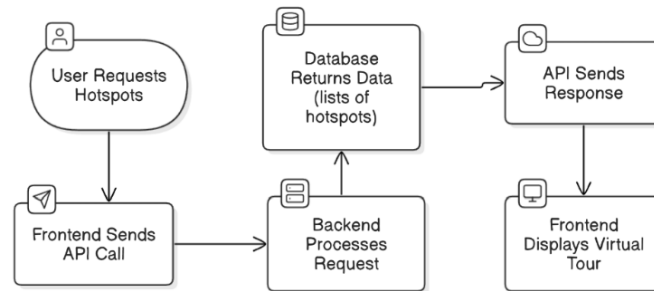 User Requests
Hotspots
Frontend Sends
API Call
Backend
Processes
Request
Database
Returns Data
(lists of
hotspots)
API Sends
Response
Frontend
Displays Virtual
Tour